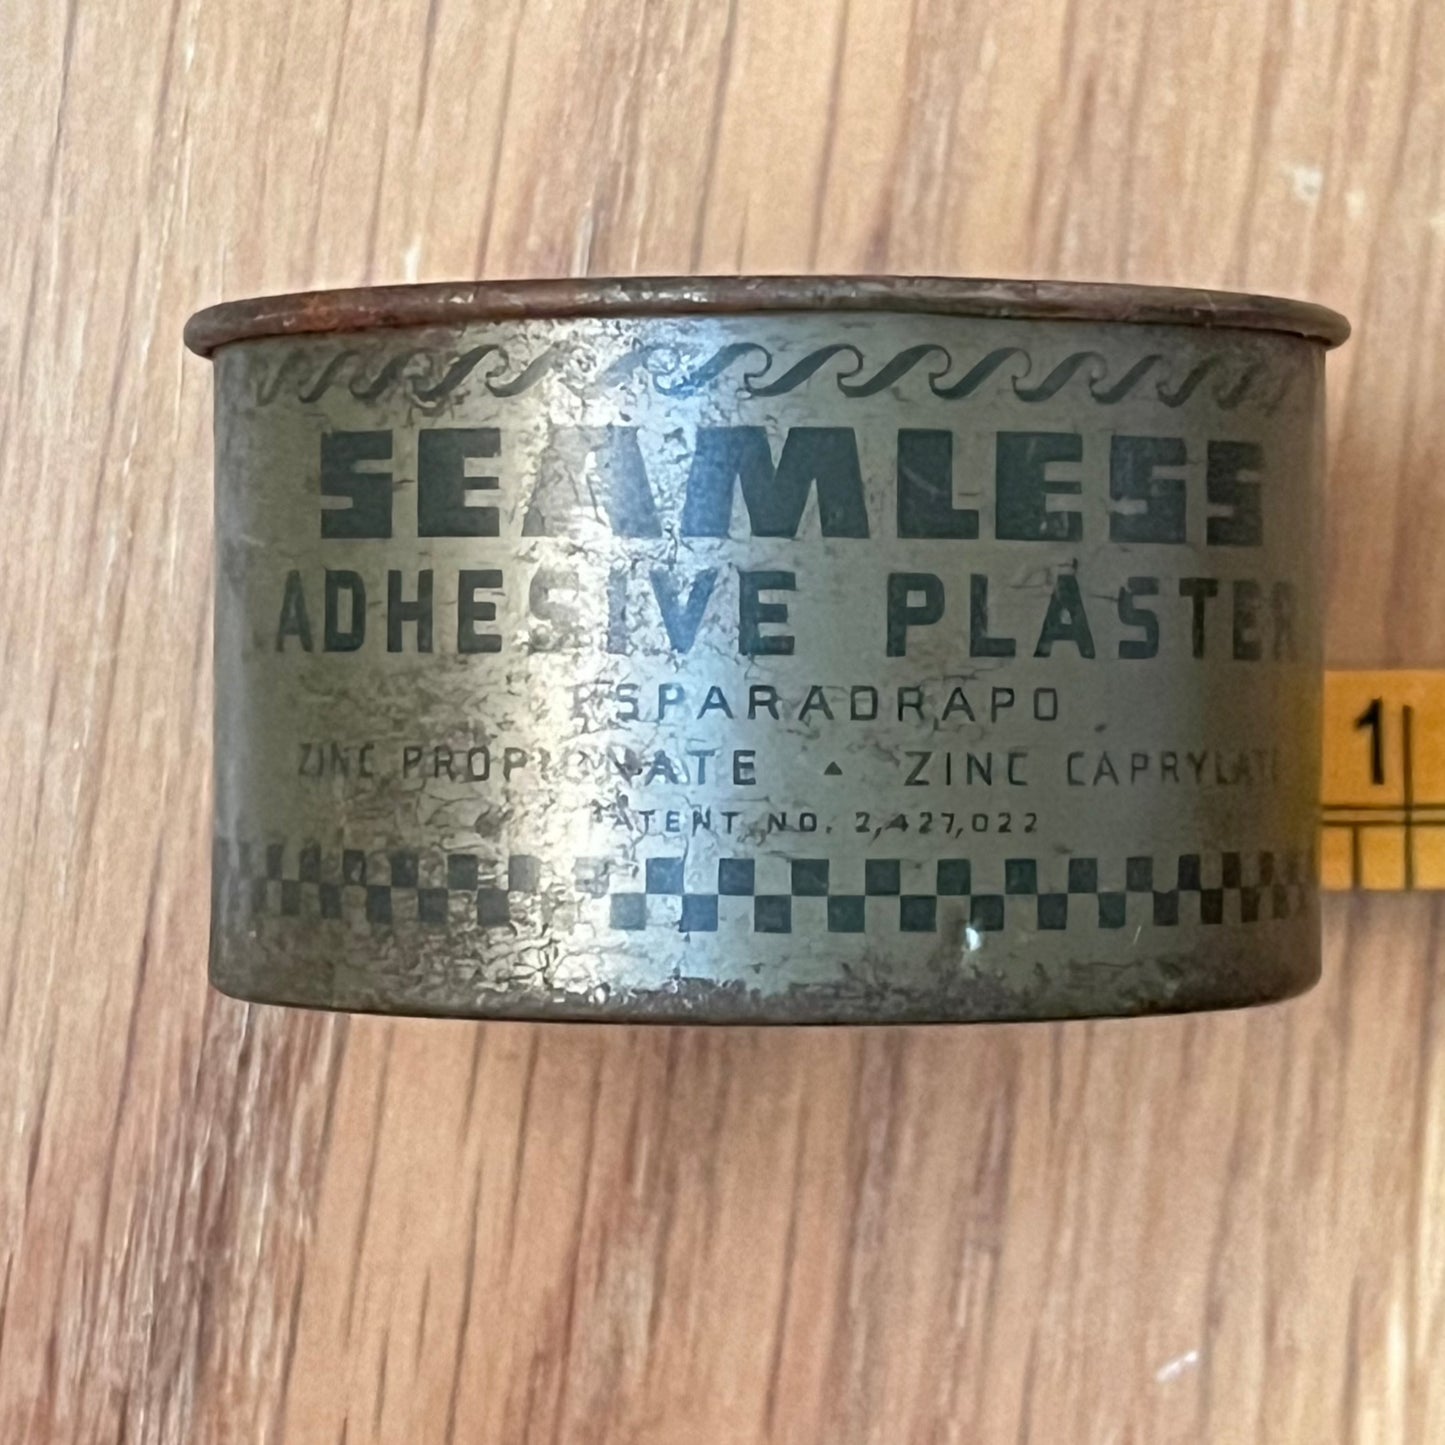 SEAMLESS
ADHESIVE PLASTER
ESPARADRAPO
ZINC PROPIONATE ▲ ZINC CAPRYLATE
PATENT NO. 2,427,022
1